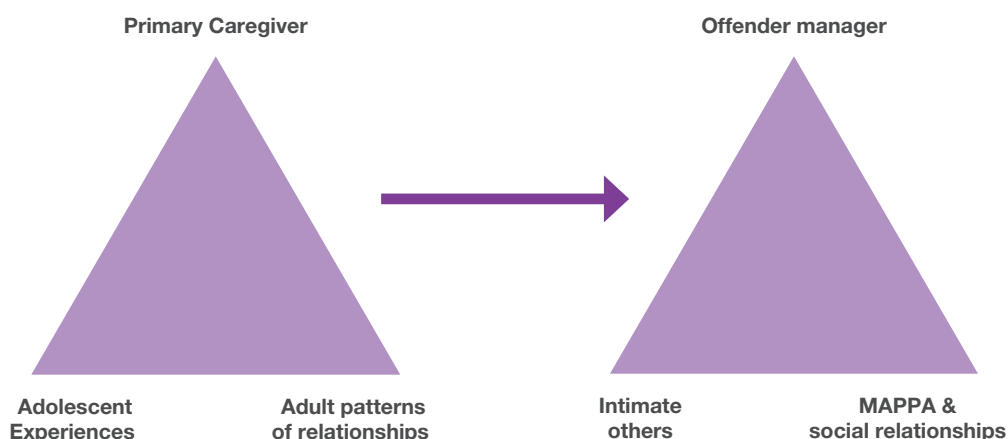 Primary Caregiver
Offender manager
Adolescent
Experiences
Adult patterns
of relationships
Intimate
others
MAPPA &
social relationships